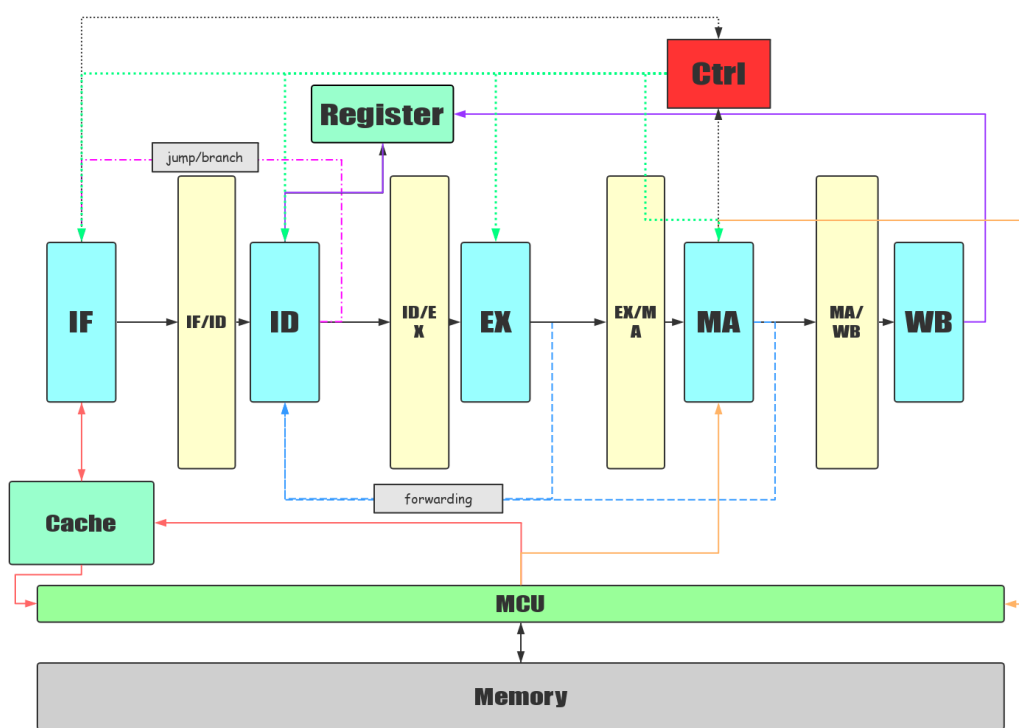 Ctrl
Register
jump/branch
IF
IF/ID
ID
ID/E
X
EX
EX/M
A
MA
MA/
WB
WB
forwarding
Cache
MCU
Memory